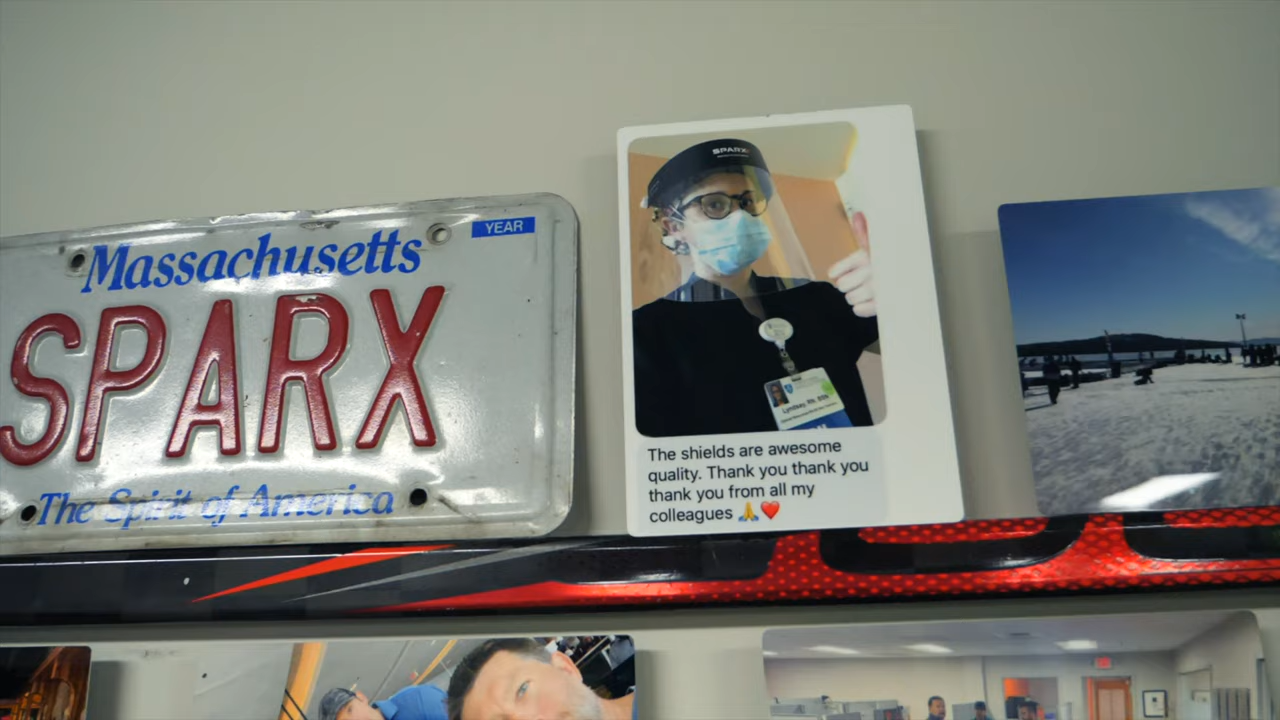 YEAR
Massachusetts
SPARX
The Spirit of America
SPARX
The shields are awesome
quality. Thank you thank you
thank you from all my
colleagues 🙏❤️